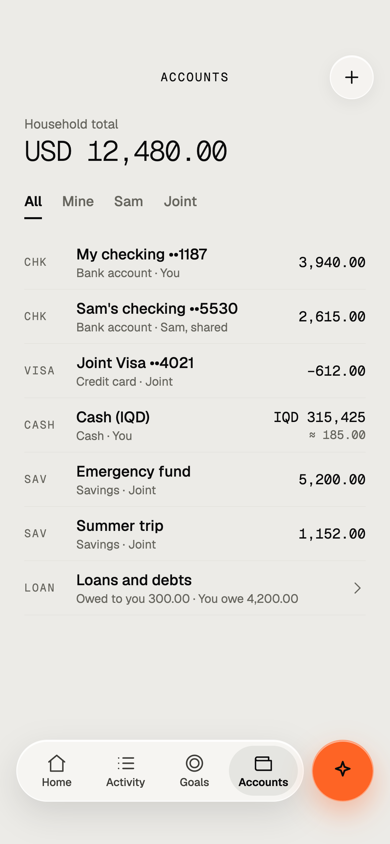 ACCOUNTS
Household total
USD 12,480.00
All Mine Sam Joint
CHK
My checking ••1187
Bank account · You
3,940.00
CHK
Sam's checking ••5530
Bank account · Sam, shared
2,615.00
VISA
Joint Visa ••4021
Credit card · Joint
−612.00
CASH
Cash (IQD)
Cash · You
IQD 315,425
≈ 185.00
SAV
Emergency fund
Savings · Joint
5,200.00
SAV
Summer trip
Savings · Joint
1,152.00
LOAN
Loans and debts
Owed to you 300.00 · You owe 4,200.00
Home Activity Goals Accounts